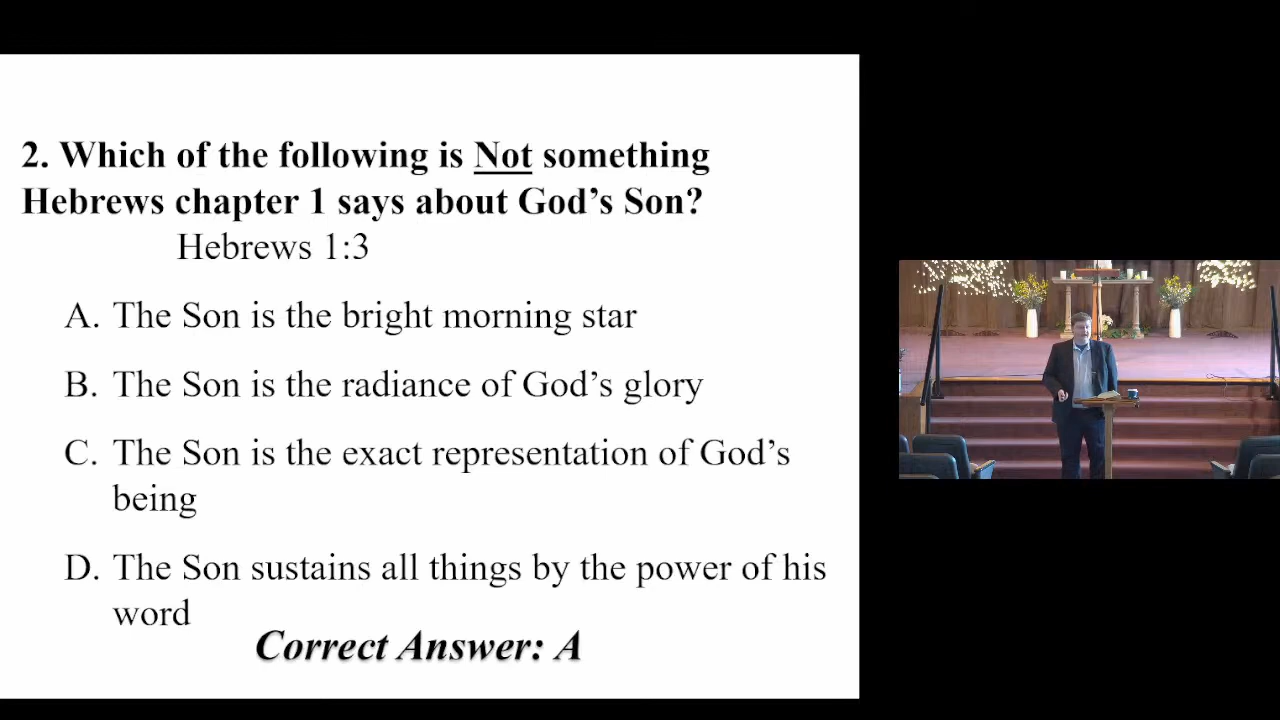 2. Which of the following is Not something
Hebrews chapter 1 says about God’s Son?
Hebrews 1:3
A. The Son is the bright morning star
B. The Son is the radiance of God’s glory
C. The Son is the exact representation of God’s
being
D. The Son sustains all things by the power of his
word
Correct Answer: A